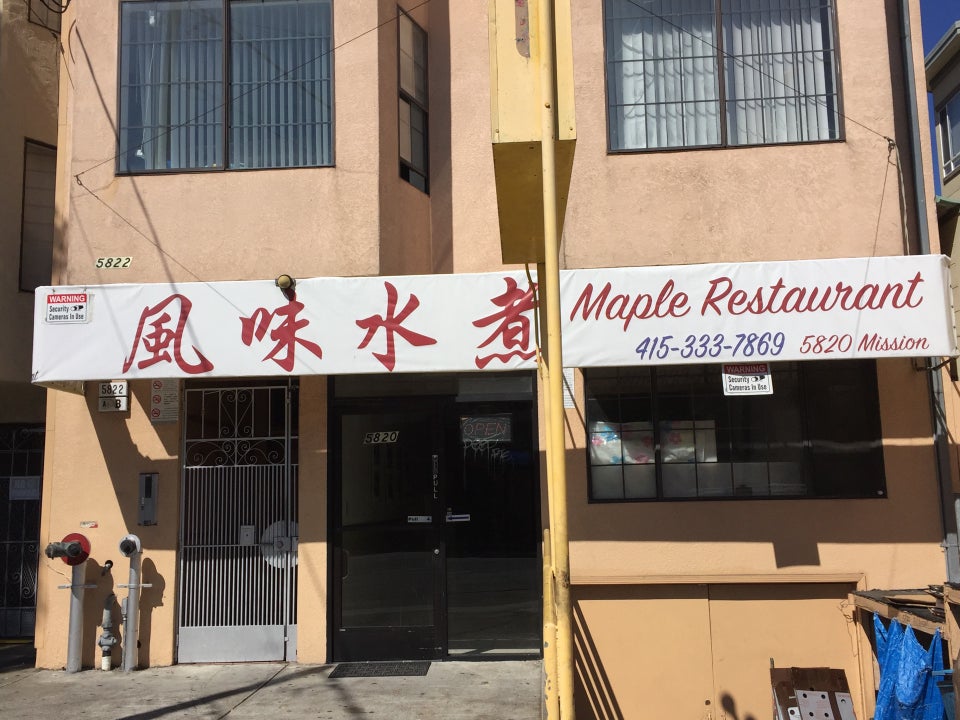 5822
WARNING
Security Cameras In Use
風味水煮
Maple Restaurant
415-333-7869 5820 Mission
WARNING
Security Cameras In Use
5822
5820
OPEN
PULL